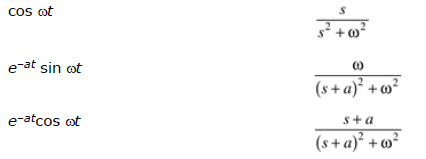 cos ωt s / s² + ω²
e^-at sin ωt ω / (s + a)² + ω²
e^-at cos ωt s + a / (s + a)² + ω²